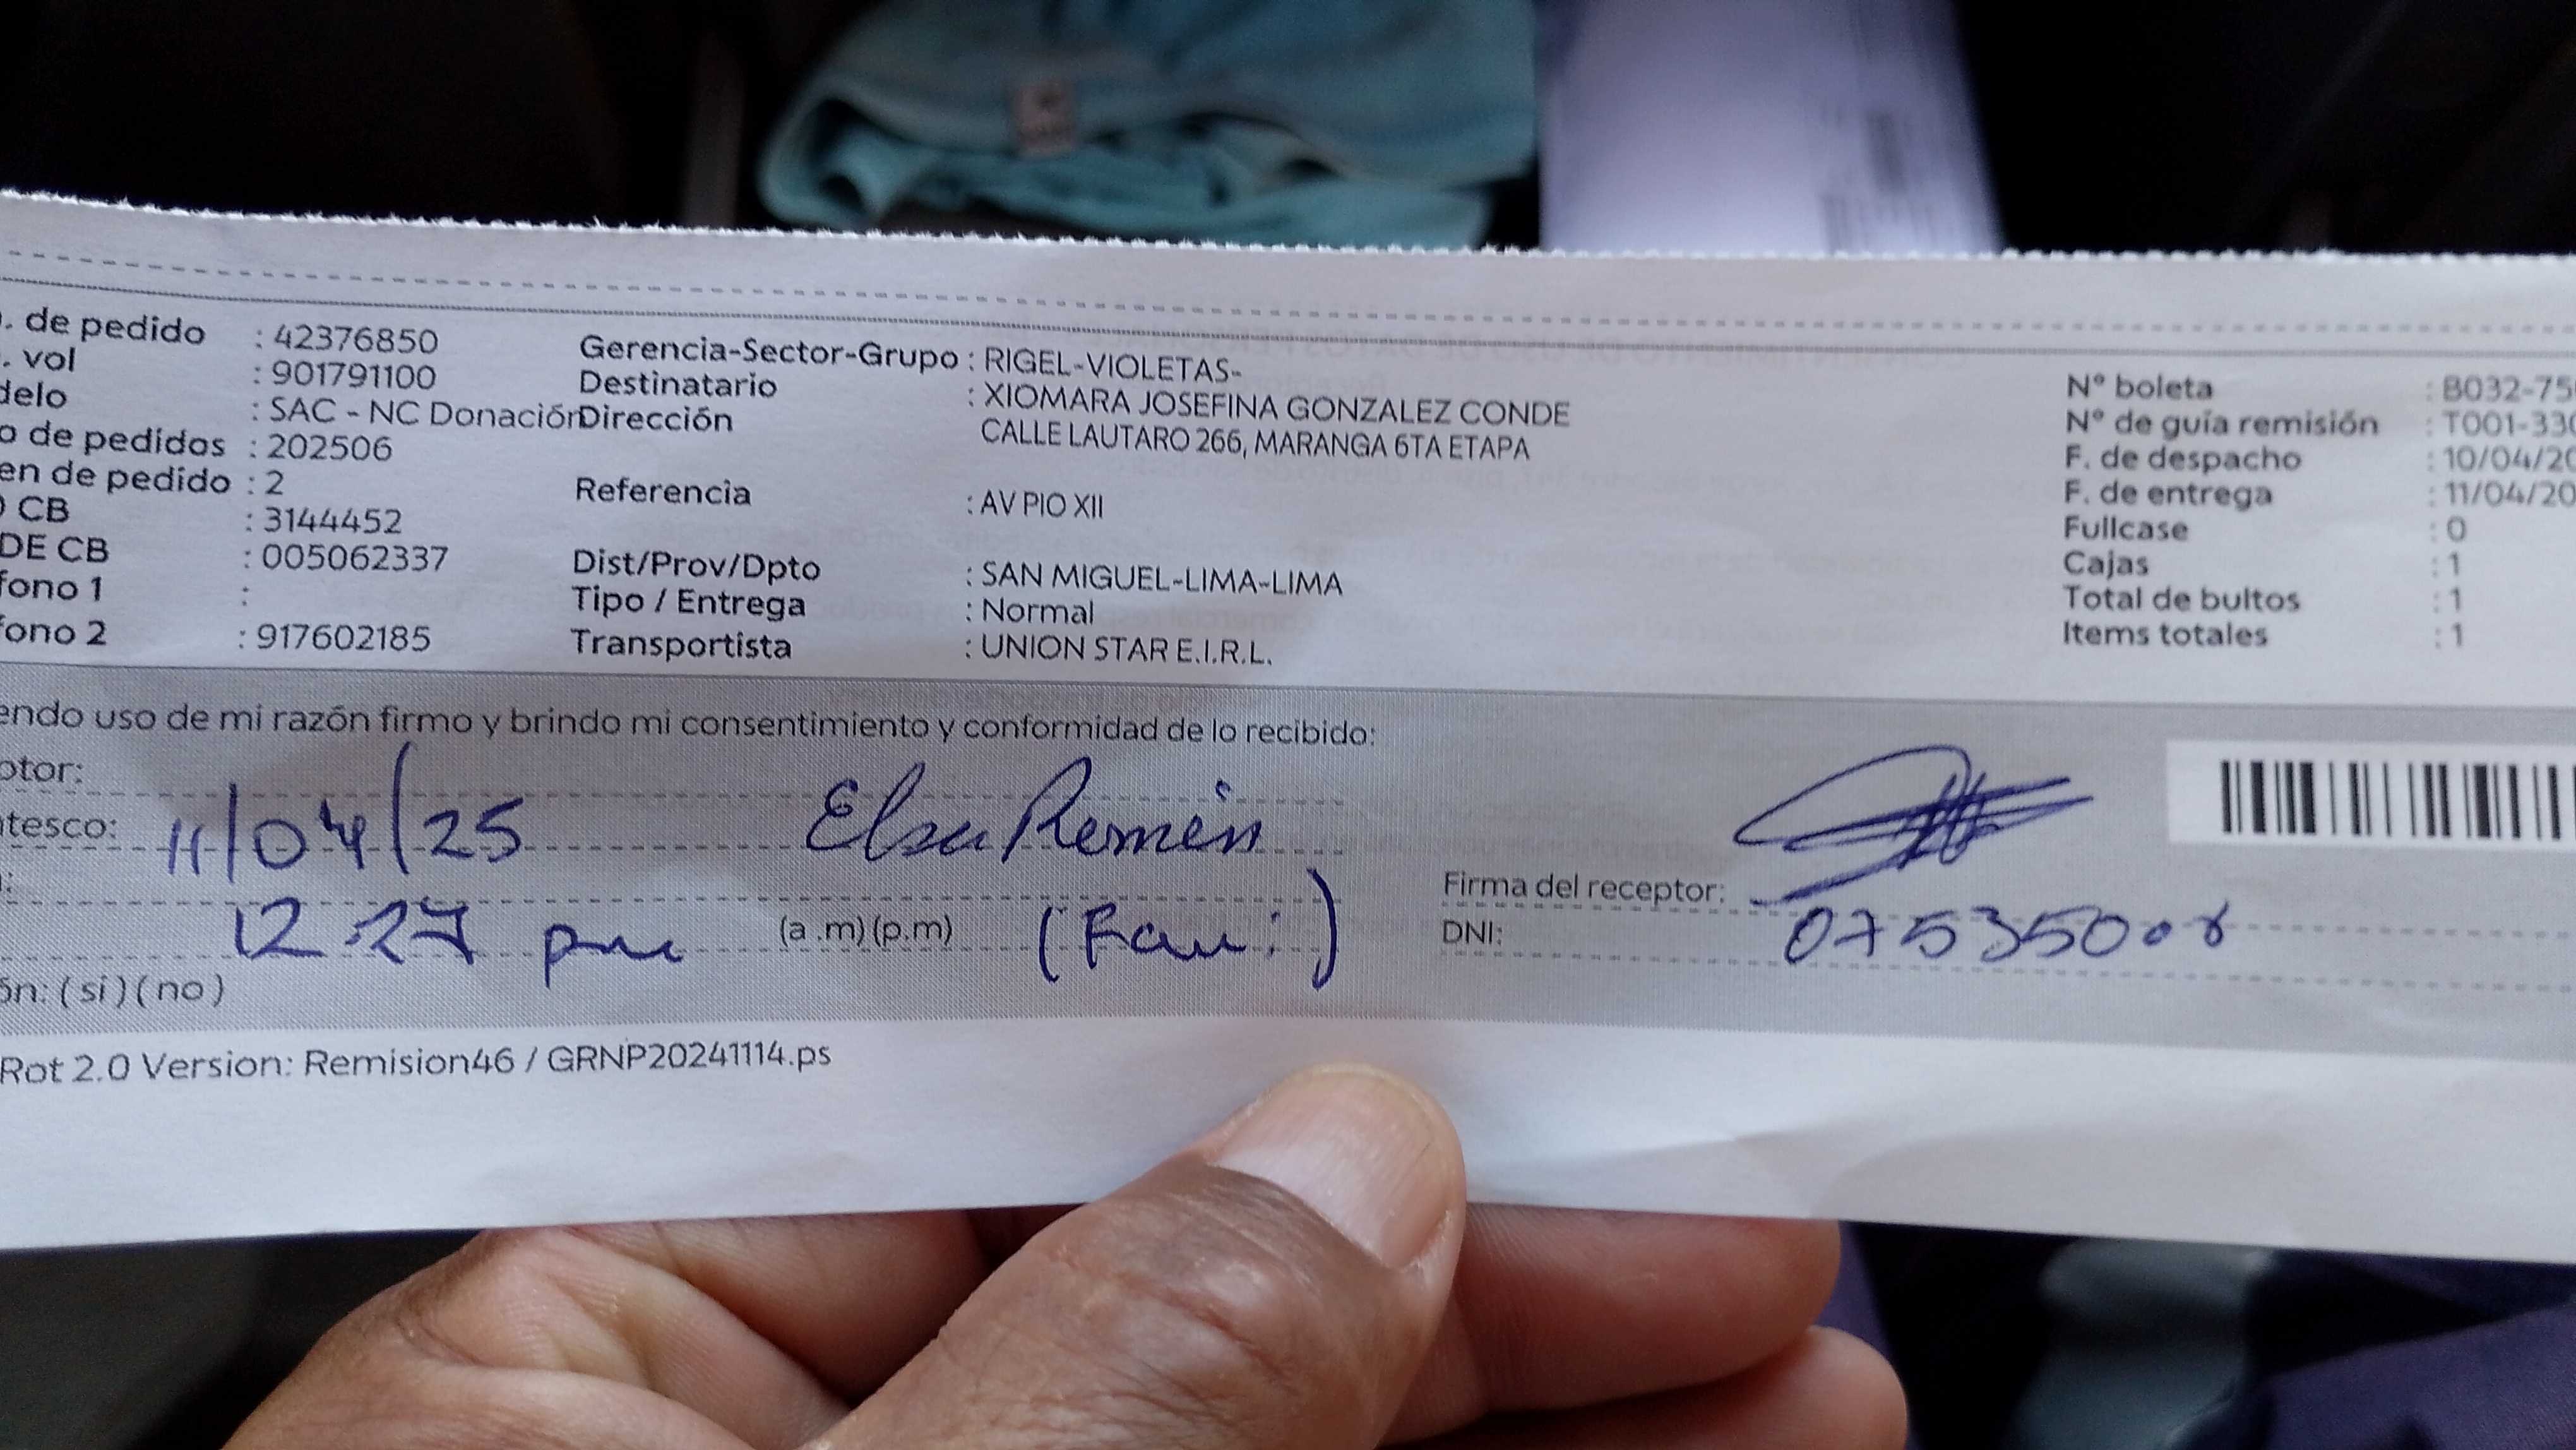 . de pedido : 42376850
. vol : 901791100
delo : SAC - NC Donación
o de pedidos : 202506
en de pedido : 2
CB : 3144452
DE CB : 005062337
fono 1 :
fono 2 : 917602185
Gerencia-Sector-Grupo : RIGEL-VIOLETAS-
Destinatario : XIOMARA JOSEFINA GONZALEZ CONDE
Dirección CALLE LAUTARO 266, MARANGA 6TA ETAPA
Referencia : AV PIO XII
Dist/Prov/Dpto : SAN MIGUEL-LIMA-LIMA
Tipo / Entrega : Normal
Transportista : UNION STAR E.I.R.L.
N° boleta : B032-75
N° de guía remisión : T001-330
F. de despacho : 10/04/20
F. de entrega : 11/04/20
Fullcase : 0
Cajas : 1
Total de bultos : 1
Items totales : 1
endo uso de mi razón firmo y brindo mi consentimiento y conformidad de lo recibido:
ptor:
tesco: 11/04/25 Elsa
12:27 pm (a.m) (p.m) (Fam:)
ón: (si) (no)
Firma del receptor:
DNI:
Rot 2.0 Version: Remision46 / GRNP20241114.ps